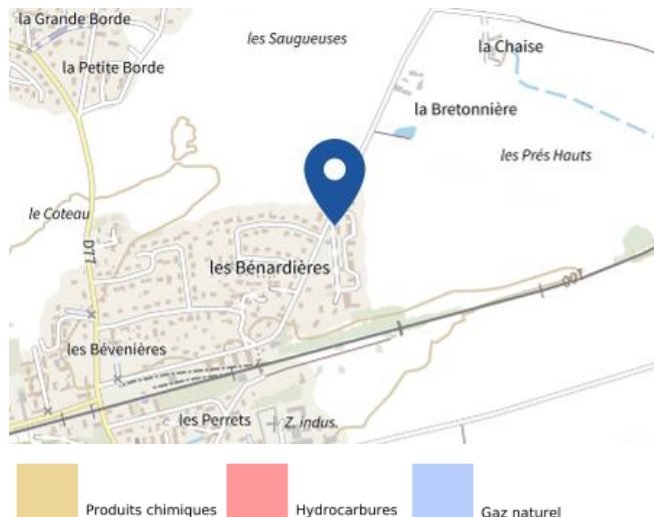 la Grande Borde
les Saugueuses
la Chaise
la Petite Borde
la Bretonnière
les Prés Hauts
le Coteau
D77
les Bénardières
les Bévenières
les Perrets
Z. indus.
Produits chimiques
Hydrocarbures
Gaz naturel